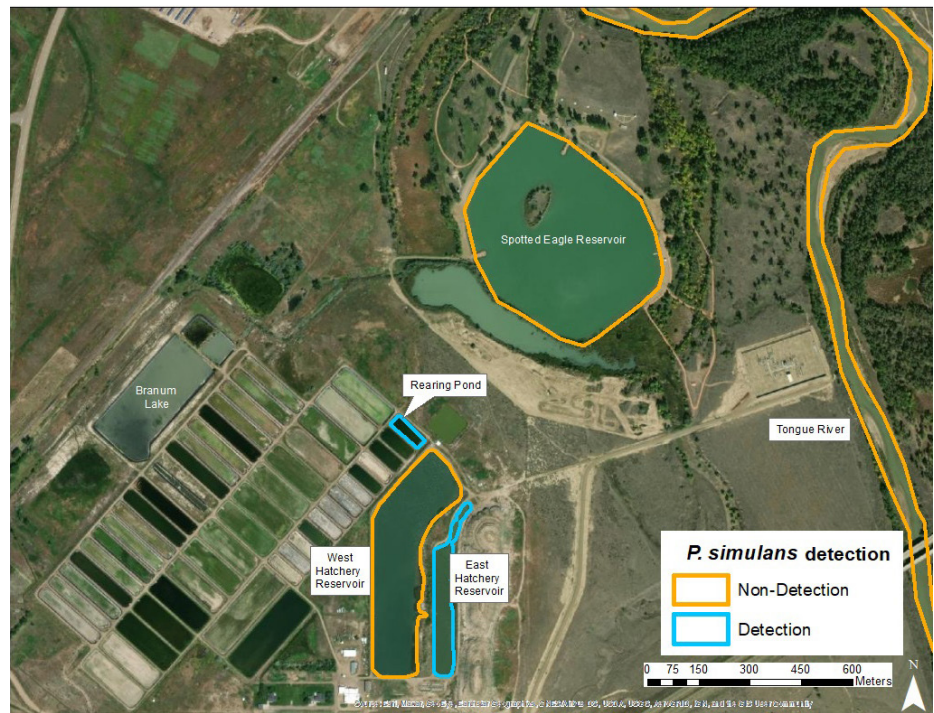 Spotted Eagle Reservoir
Branum
Lake
Rearing Pond
Tongue River
West
Hatchery
Reservoir
East
Hatchery
Reservoir
P. simulans detection
Non-Detection
Detection
0 75 150 300 450 600
Meters
N